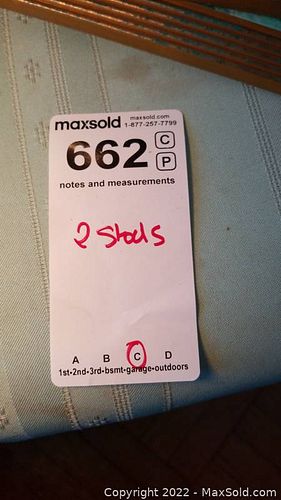 maxsold maxsold.com
1-877-257-7799
662 C
P
notes and measurements
2 Stools
A B C D
1st•2nd•3rd•bsmt•garage•outdoors
Copyright 2022 - MaxSold.com